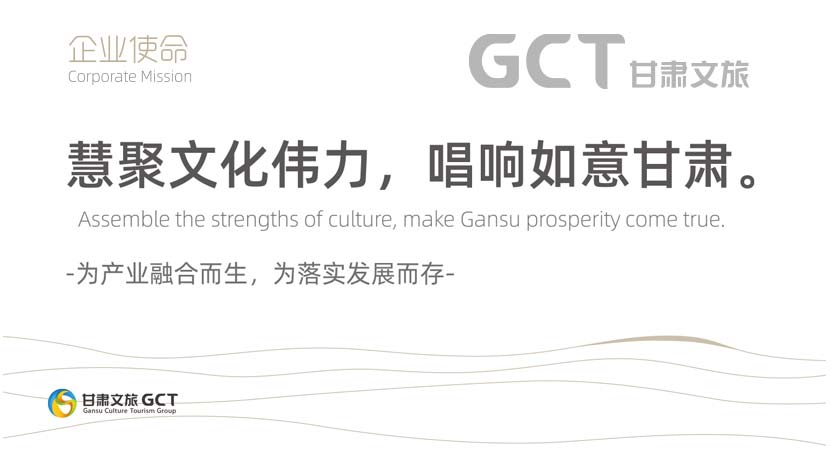 企业使命
Corporate Mission
GCT 甘肃文旅
慧聚文化伟力，唱响如意甘肃。
Assemble the strengths of culture, make Gansu prosperity come true.
-为产业融合而生，为落实发展而存-
甘肃文旅 GCT
Gansu Culture Tourism Group